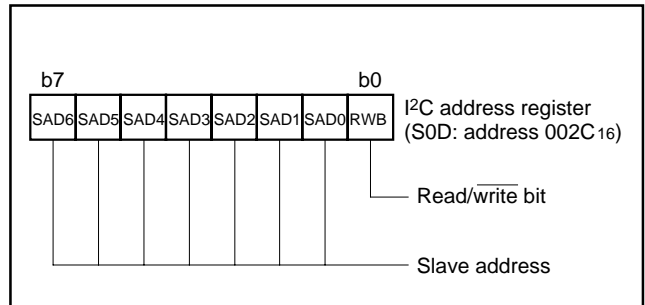 b7 b0
SAD6 SAD5 SAD4 SAD3 SAD2 SAD1 SAD0 RWB
I2C address register
(S0D: address 002C16)
Read/write bit
Slave address